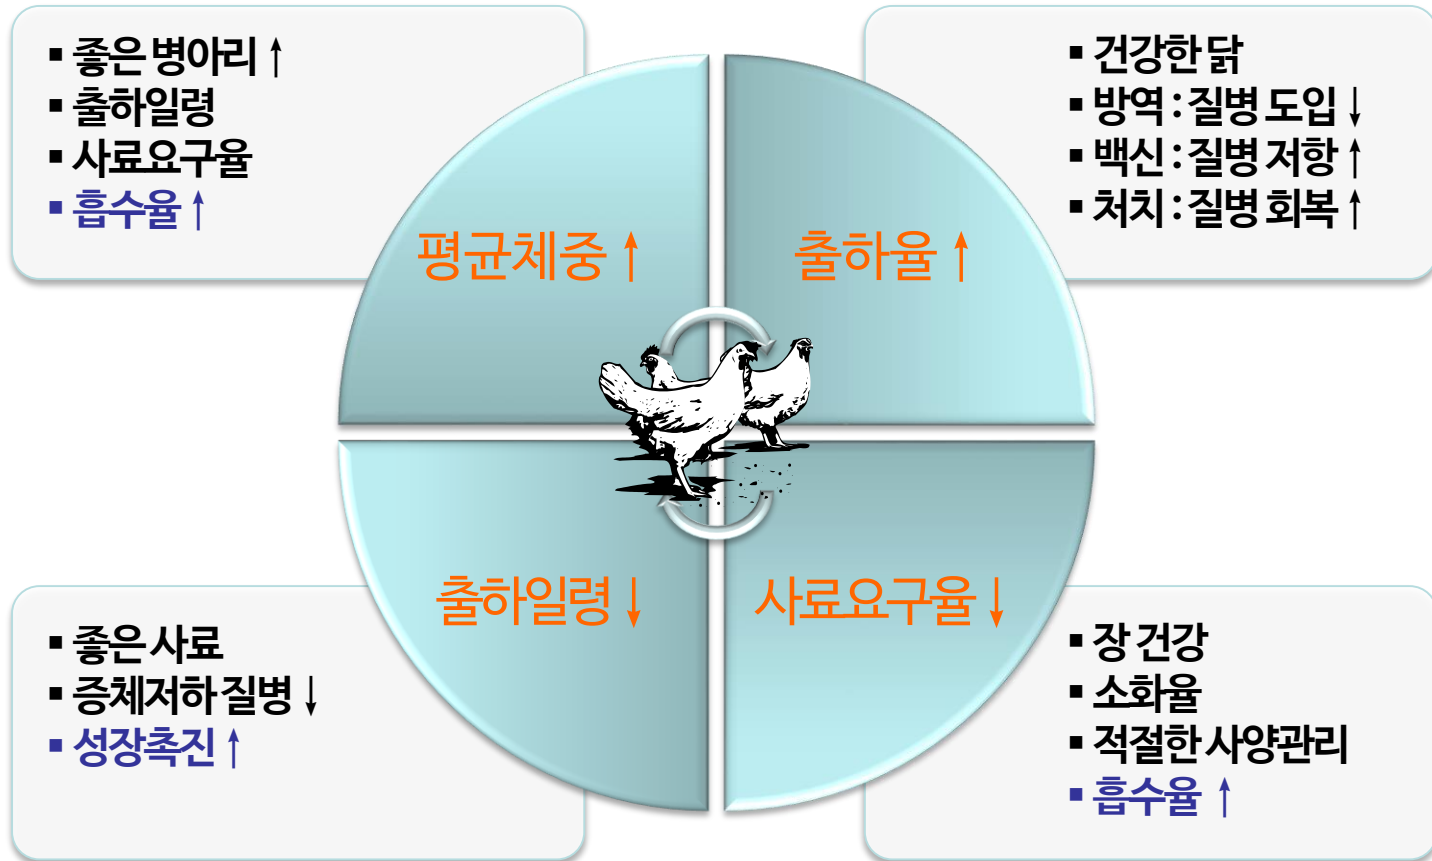 ▪ 좋은 병아리 ↑
▪ 출하일령
▪ 사료요구율
▪ 흡수율 ↑
▪ 건강한 닭
▪ 방역 : 질병 도입 ↓
▪ 백신 : 질병 저항 ↑
▪ 처치 : 질병 회복 ↑
평균체중 ↑
출하율 ↑
출하일령 ↓
사료요구율 ↓
▪ 좋은 사료
▪ 증체저하 질병 ↓
▪ 성장촉진 ↑
▪ 장 건강
▪ 소화율
▪ 적절한 사양관리
▪ 흡수율 ↑